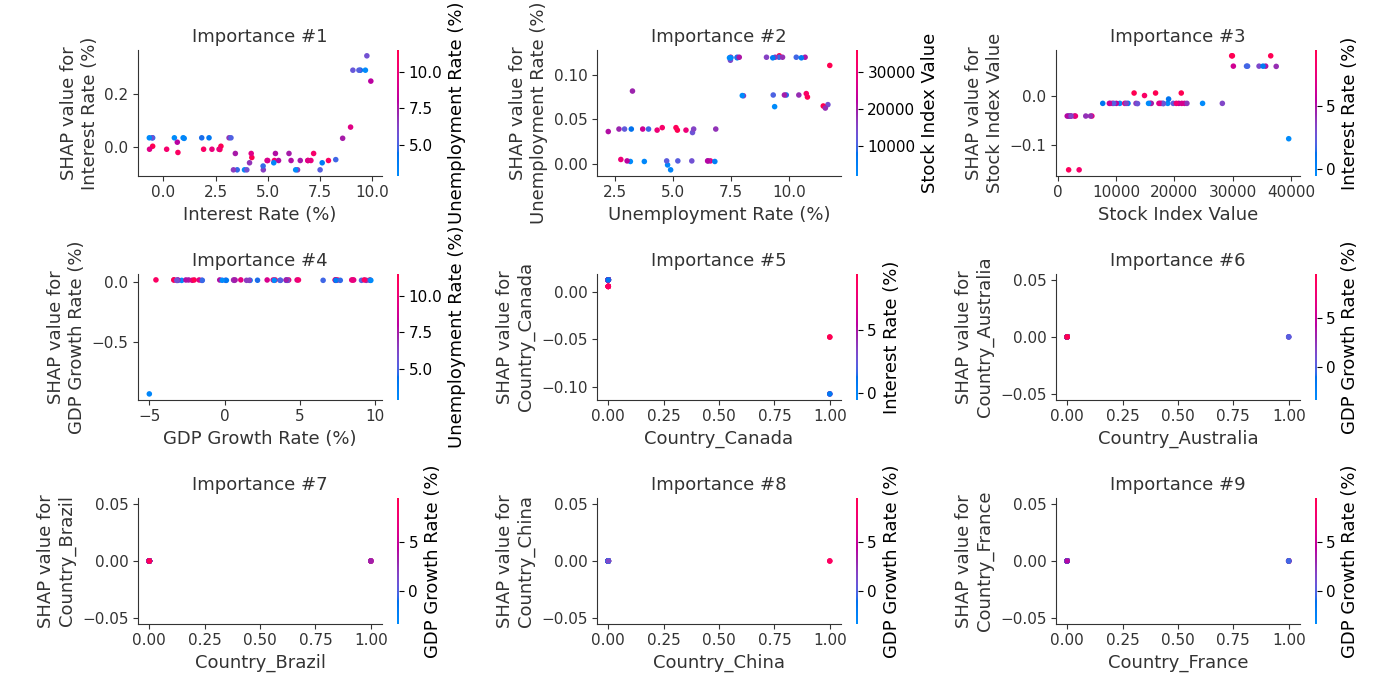 Importance #1
SHAP value for
Interest Rate (%)
0.2
0.0
0.0
2.5
5.0
7.5
10.0
Interest Rate (%)
10.0
7.5
5.0
Unemployment Rate (%)
Importance #2
SHAP value for
Unemployment Rate (%)
0.10
0.05
0.00
2.5
5.0
7.5
10.0
Unemployment Rate (%)
30000
20000
10000
Stock Index Value
Importance #3
SHAP value for
Stock Index Value
0.0
−0.1
0
10000
20000
30000
40000
Stock Index Value
5
0
Interest Rate (%)
Importance #4
SHAP value for
GDP Growth Rate (%)
0.0
−0.5
−5
0
5
10
GDP Growth Rate (%)
10.0
7.5
5.0
Unemployment Rate (%)
Importance #5
SHAP value for
Country_Canada
0.00
−0.05
−0.10
0.00
0.25
0.50
0.75
1.00
Country_Canada
5
0
Interest Rate (%)
Importance #6
SHAP value for
Country_Australia
0.05
0.00
−0.05
0.00
0.25
0.50
0.75
1.00
Country_Australia
5
0
GDP Growth Rate (%)
Importance #7
SHAP value for
Country_Brazil
0.05
0.00
−0.05
0.00
0.25
0.50
0.75
1.00
Country_Brazil
5
0
GDP Growth Rate (%)
Importance #8
SHAP value for
Country_China
0.05
0.00
−0.05
0.00
0.25
0.50
0.75
1.00
Country_China
5
0
GDP Growth Rate (%)
Importance #9
SHAP value for
Country_France
0.05
0.00
−0.05
0.00
0.25
0.50
0.75
1.00
Country_France
5
0
GDP Growth Rate (%)